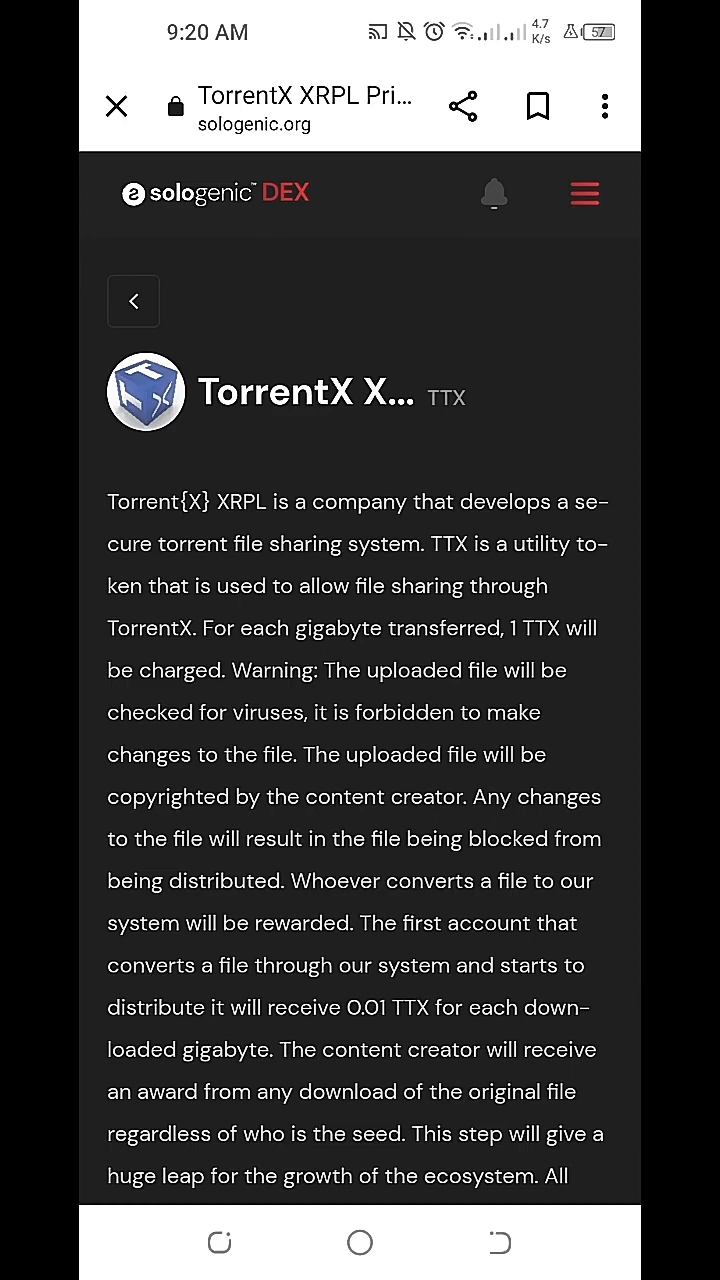 9:20 AM
4.7
K/s
57
TorrentX XRPL Pri...
sologenic.org
sologenic™ DEX
TorrentX X... TTX
Torrent{X} XRPL is a company that develops a se-
cure torrent file sharing system. TTX is a utility to-
ken that is used to allow file sharing through
TorrentX. For each gigabyte transferred, 1 TTX will
be charged. Warning: The uploaded file will be
checked for viruses, it is forbidden to make
changes to the file. The uploaded file will be
copyrighted by the content creator. Any changes
to the file will result in the file being blocked from
being distributed. Whoever converts a file to our
system will be rewarded. The first account that
converts a file through our system and starts to
distribute it will receive 0.01 TTX for each down-
loaded gigabyte. The content creator will receive
an award from any download of the original file
regardless of who is the seed. This step will give a
huge leap for the growth of the ecosystem. All